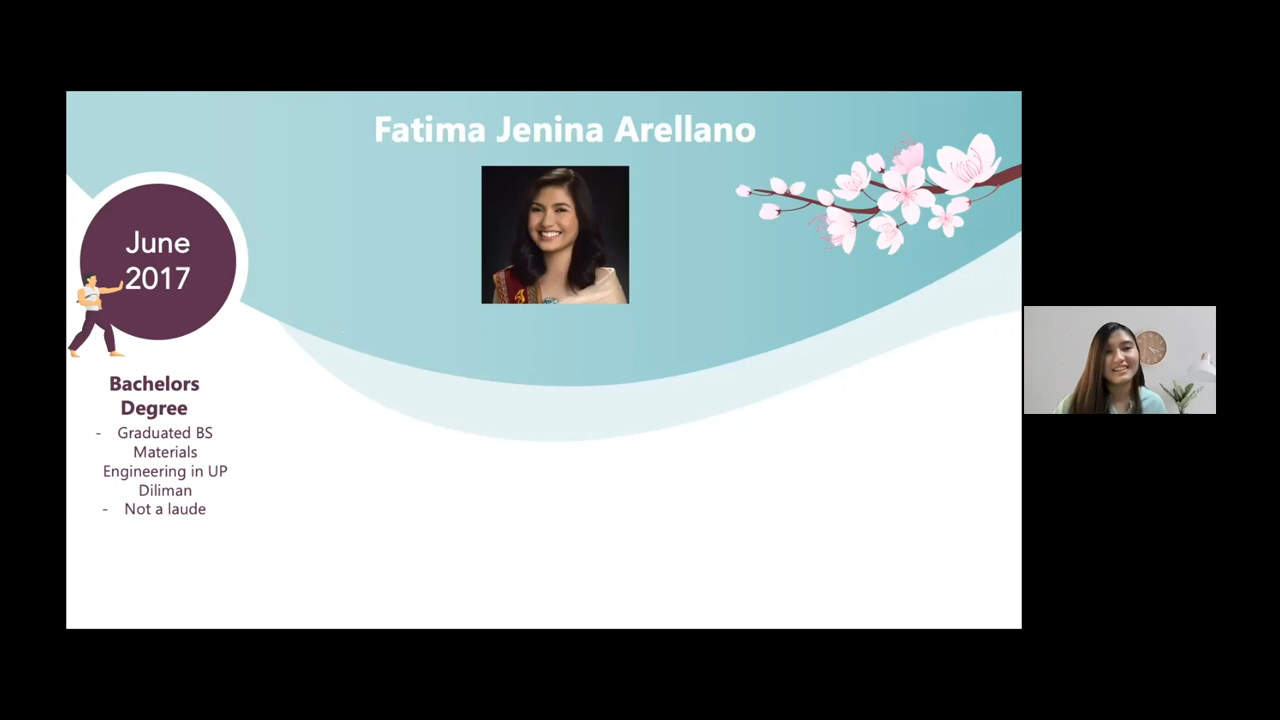 Fatima Jenina Arellano
June
2017
Bachelors
Degree
- Graduated BS
Materials
Engineering in UP
Diliman
- Not a laude